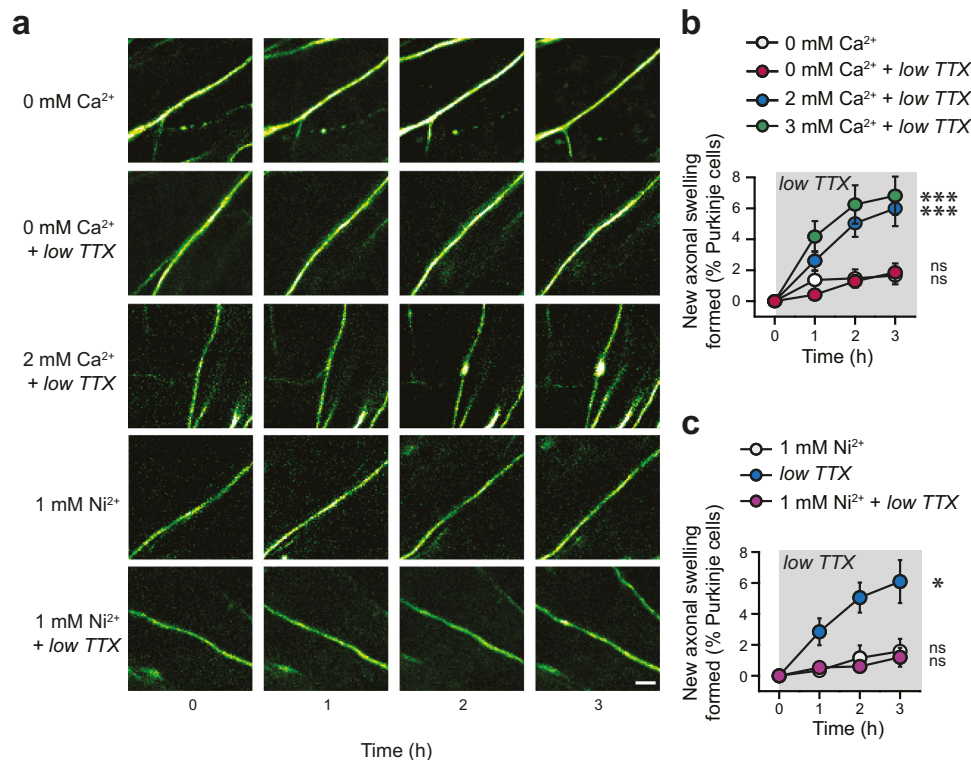 a
0 mM Ca²⁺
0 mM Ca²⁺
+ low TTX
2 mM Ca²⁺
+ low TTX
1 mM Ni²⁺
1 mM Ni²⁺
+ low TTX
0 1 2 3
Time (h)
b
0 mM Ca²⁺
0 mM Ca²⁺ + low TTX
2 mM Ca²⁺ + low TTX
3 mM Ca²⁺ + low TTX
New axonal swelling
formed (% Purkinje cells)
8
6
4
2
0
low TTX
***
***
ns
ns
0 1 2 3
Time (h)
c
1 mM Ni²⁺
low TTX
1 mM Ni²⁺ + low TTX
New axonal swelling
formed (% Purkinje cells)
8
6
4
2
0
low TTX
*
ns
ns
0 1 2 3
Time (h)